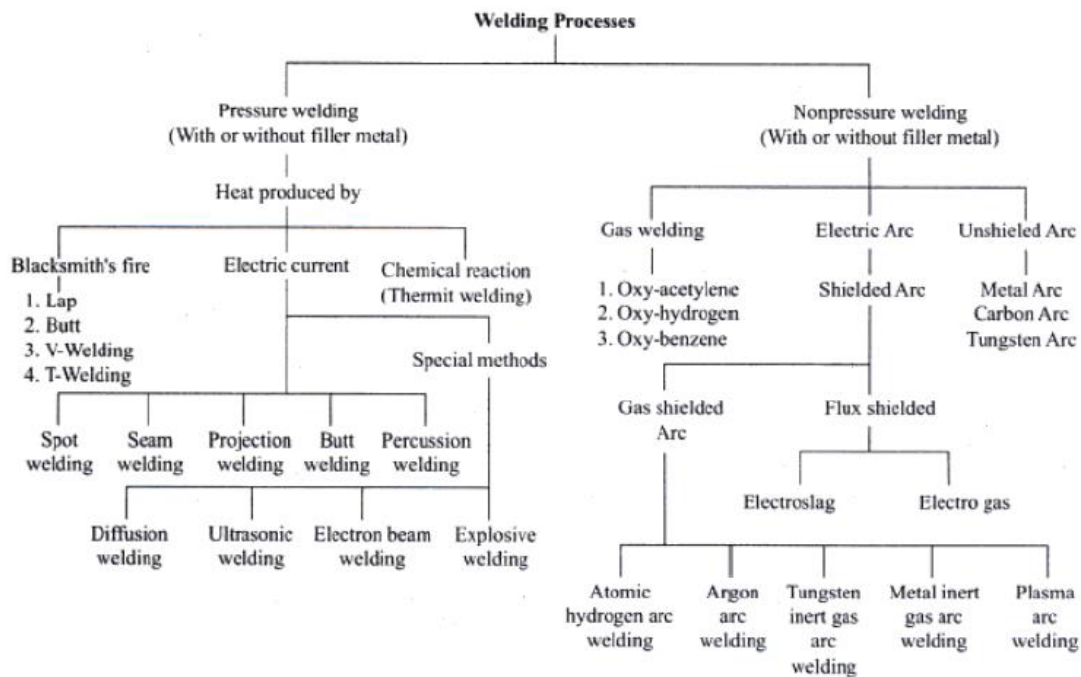 Welding Processes
Pressure welding
(With or without filler metal)
Nonpressure welding
(With or without filler metal)
Heat produced by
Blacksmith's fire
1. Lap
2. Butt
3. V-Welding
4. T-Welding
Electric current
Chemical reaction
(Thermit welding)
Special methods
Spot
welding
Seam
welding
Projection
welding
Butt
welding
Percussion
welding
Diffusion
welding
Ultrasonic
welding
Electron beam
welding
Explosive
welding
Gas welding
1. Oxy-acetylene
2. Oxy-hydrogen
3. Oxy-benzene
Electric Arc
Shielded Arc
Unshieled Arc
Metal Arc
Carbon Arc
Tungsten Arc
Gas shielded
Arc
Flux shielded
Electroslag
Electro gas
Atomic
hydrogen arc
welding
Argon
arc
welding
Tungsten
inert gas
arc
welding
Metal inert
gas arc
welding
Plasma
arc
welding